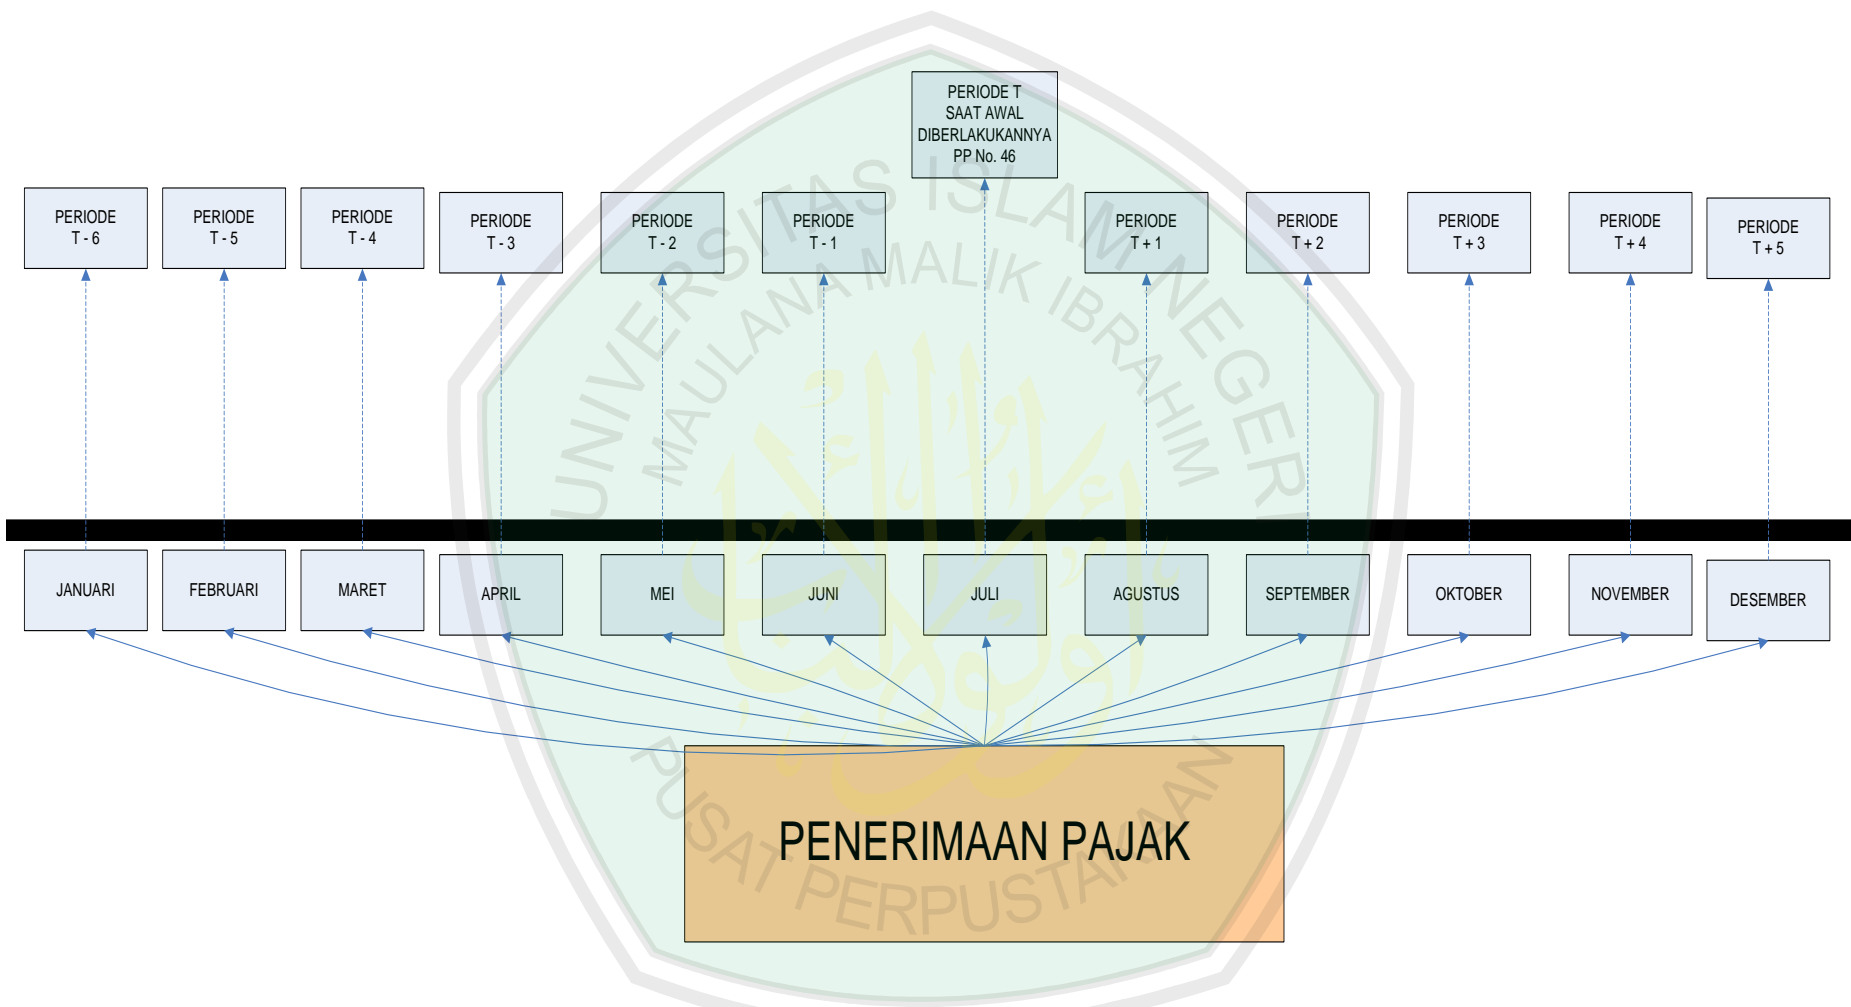 PERIODE T
SAAT AWAL
DIBERLAKUKANNYA
PP No. 46
PERIODE
T - 6
PERIODE
T - 5
PERIODE
T - 4
PERIODE
T - 3
PERIODE
T - 2
PERIODE
T - 1
PERIODE
T + 1
PERIODE
T + 2
PERIODE
T + 3
PERIODE
T + 4
PERIODE
T + 5
UNIVERSITAS ISLAM NEGERI
MAULANA MALIK IBRAHIM
JANUARI
FEBRUARI
MARET
APRIL
MEI
JUNI
JULI
AGUSTUS
SEPTEMBER
OKTOBER
NOVEMBER
DESEMBER
PENERIMAAN PAJAK
PUSAT PERPUSTAKAAN